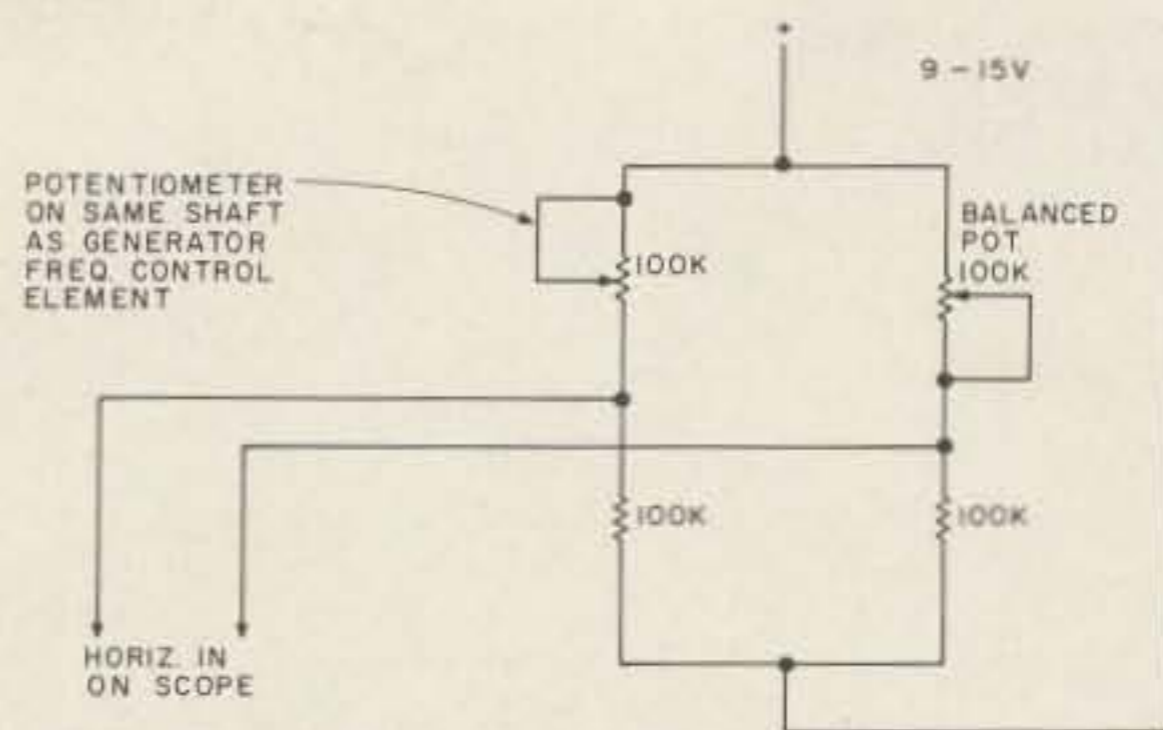 +
9-15V
POTENTIOMETER
ON SAME SHAFT
AS GENERATOR
FREQ. CONTROL
ELEMENT
100K
BALANCED
POT.
100K
100K
100K
HORIZ. IN
ON SCOPE